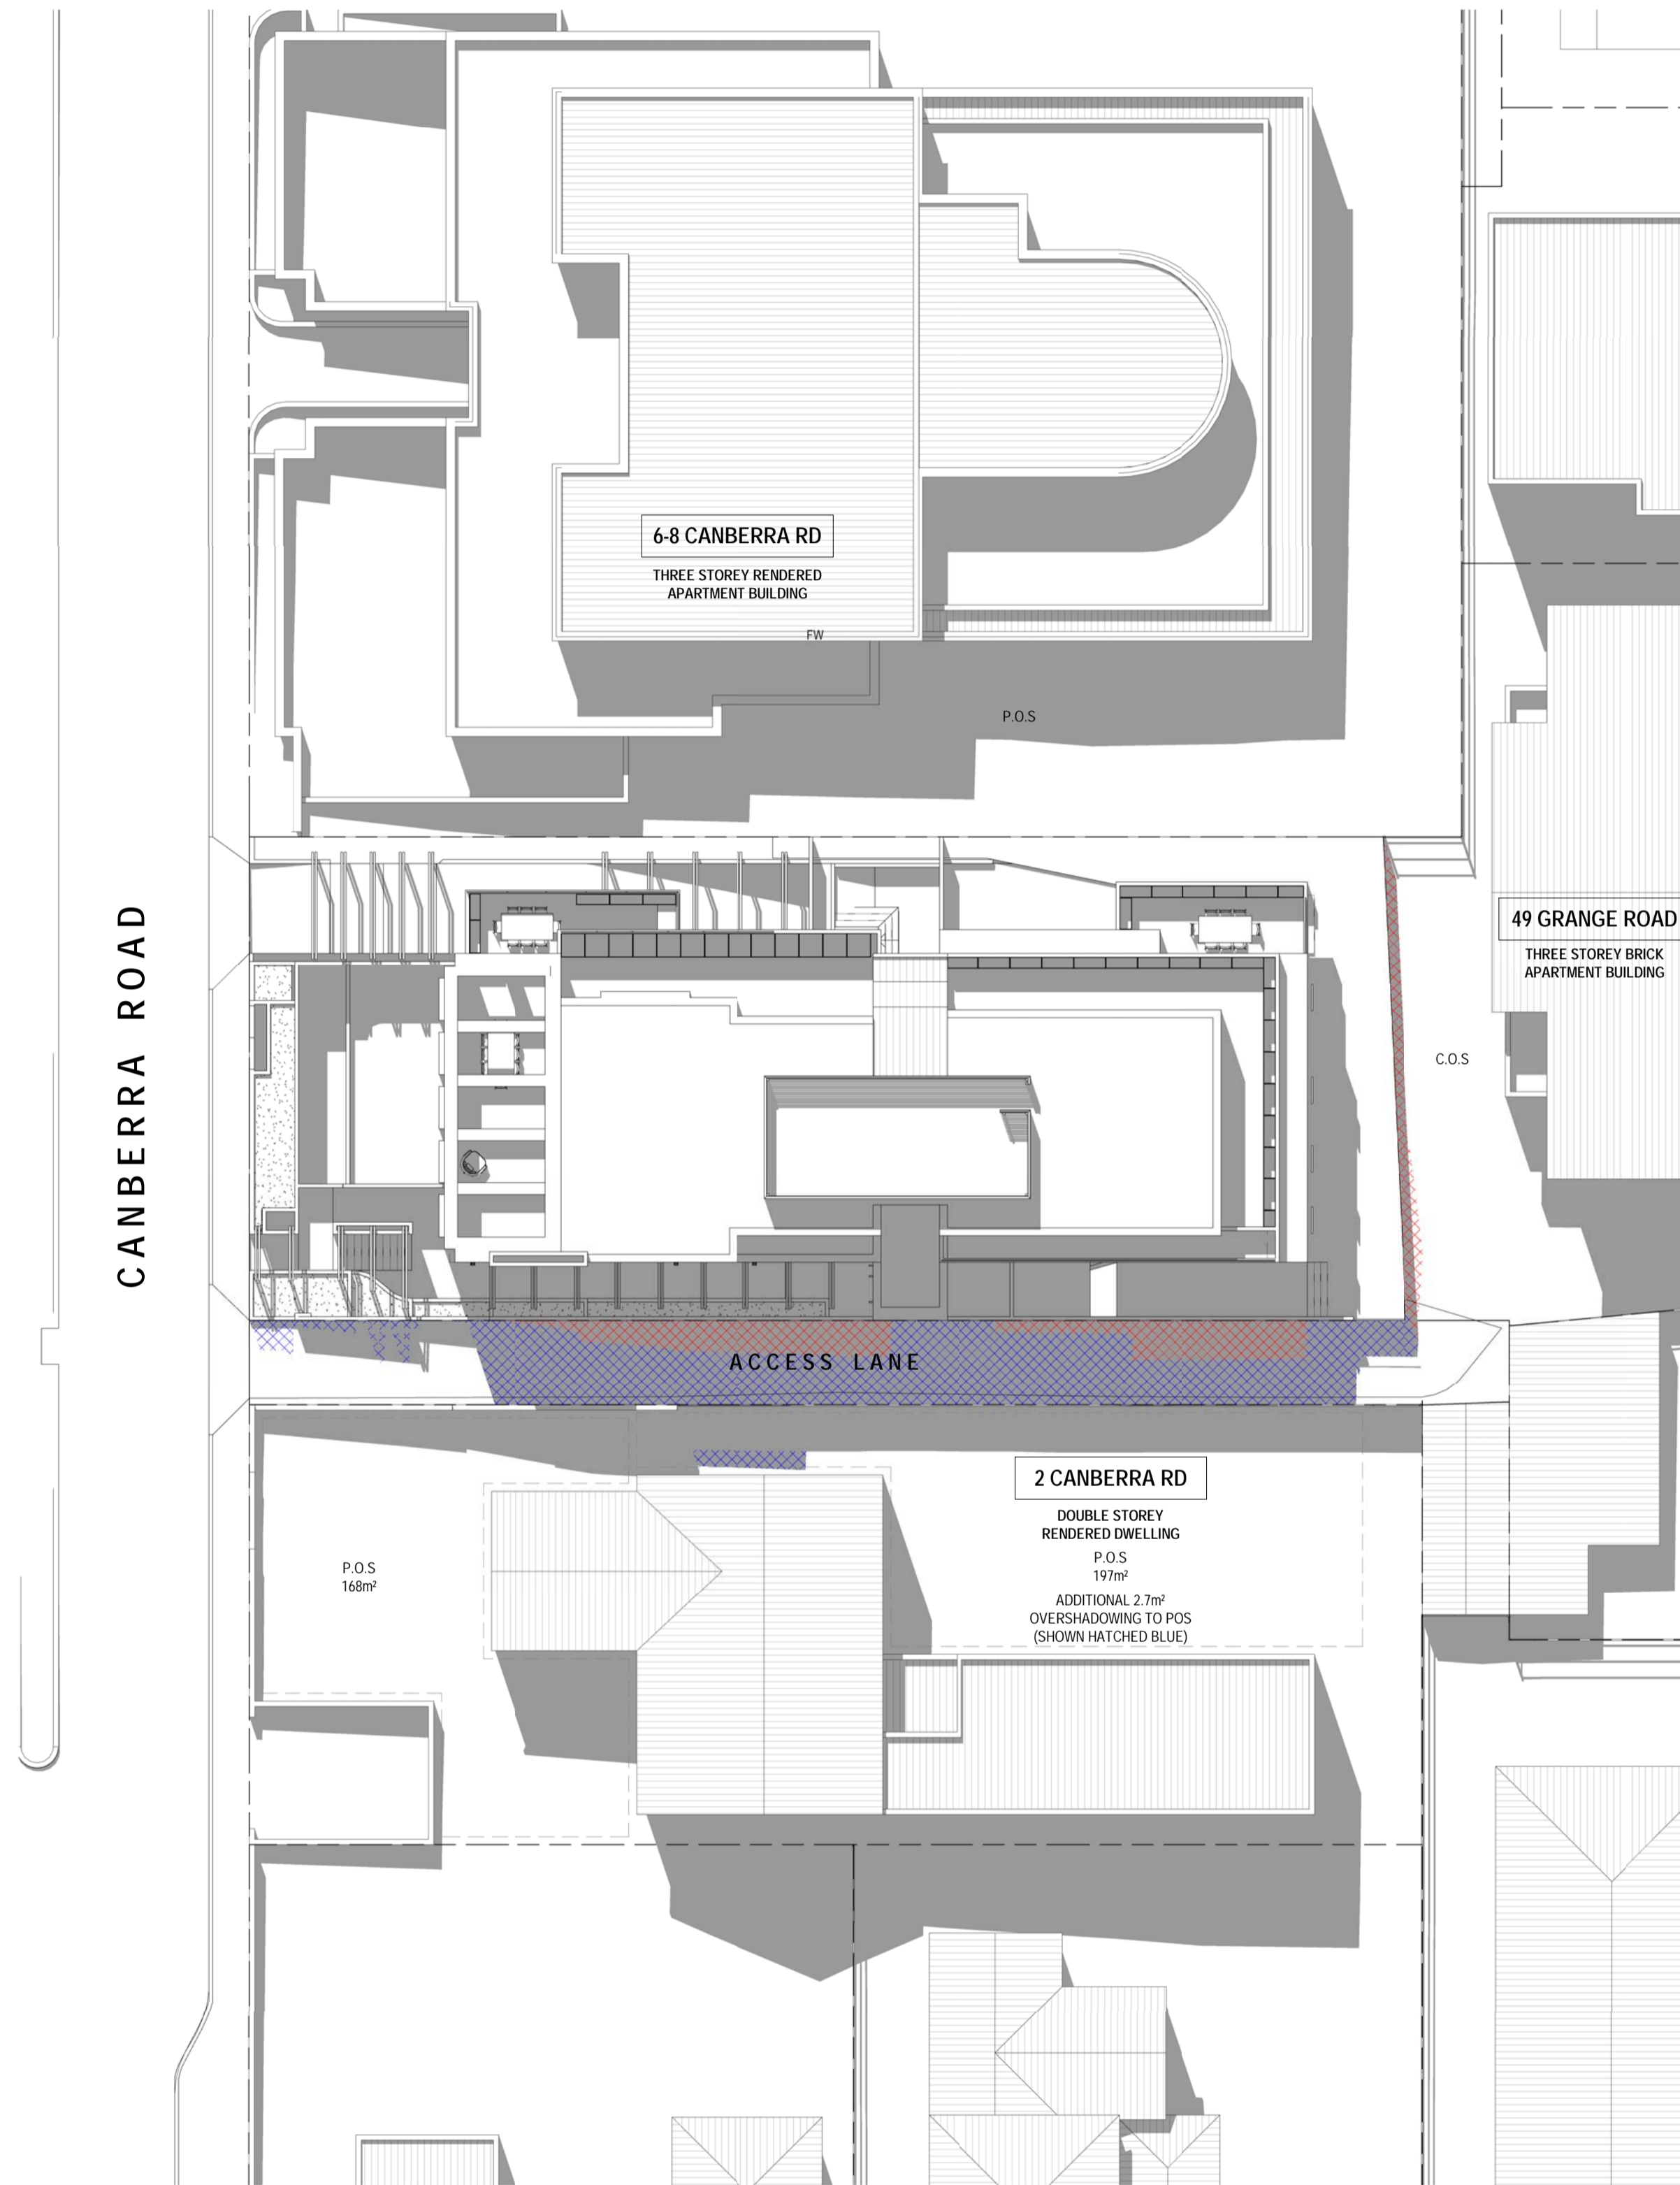 6-8 CANBERRA RD
THREE STOREY RENDERED
APARTMENT BUILDING
FW
P.O.S
CANBERRA ROAD
49 GRANGE ROAD
THREE STOREY BRICK
APARTMENT BUILDING
C.O.S
ACCESS LANE
2 CANBERRA RD
DOUBLE STOREY
RENDERED DWELLING
P.O.S
197m²
ADDITIONAL 2.7m²
OVERSHADOWING TO POS
(SHOWN HATCHED BLUE)
P.O.S
168m²